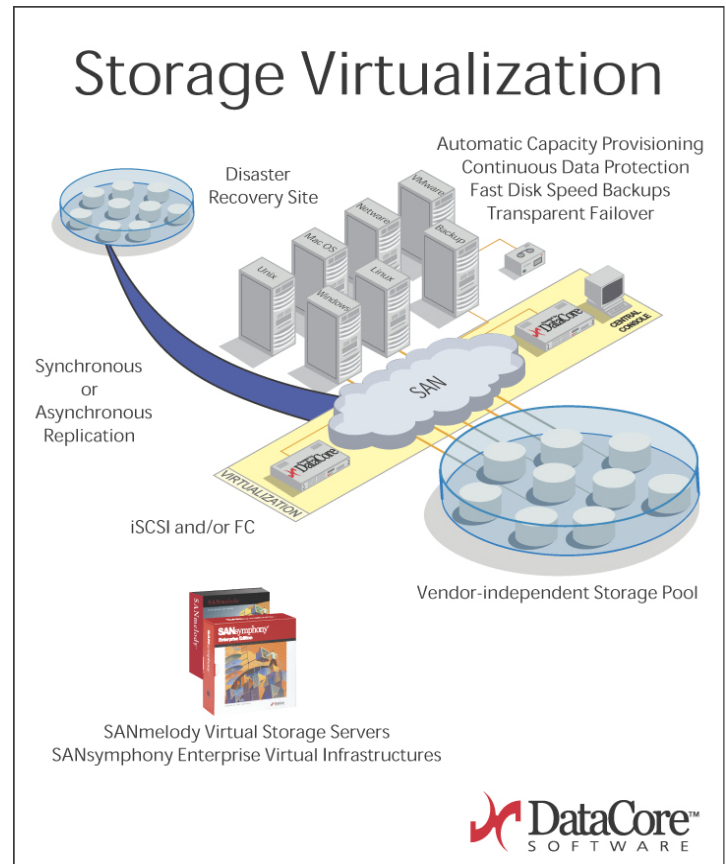 Storage Virtualization
Automatic Capacity Provisioning
Continuous Data Protection
Fast Disk Speed Backups
Transparent Failover
Disaster
Recovery Site
VMware
Netware
Backup
Mac OS
Linux
Unix
Windows
CENTRAL
CONSOLE
DataCore
SAN
Synchronous
or
Asynchronous
Replication
DataCore
VIRTUALIZATION
iSCSI and/or FC
Vendor-independent Storage Pool
SANmelody
SANsymphony
SANsymphony
Enterprise Edition
SANmelody Virtual Storage Servers
SANsymphony Enterprise Virtual Infrastructures
DataCore™
SOFTWARE